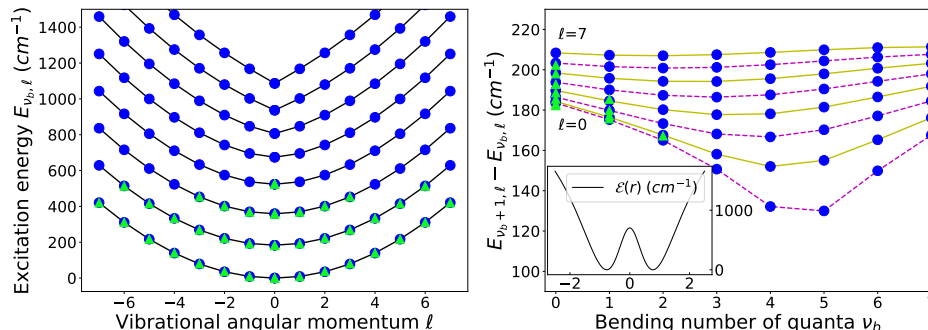 1400
1200
1000
800
600
400
200
0
Excitation energy E_{ν_b,ℓ} (cm^{-1})
−6 −4 −2 0 2 4 6
Vibrational angular momentum ℓ
220
200
180
160
140
120
100
E_{ν_b+1,ℓ} − E_{ν_b,ℓ} (cm^{-1})
ℓ=7
ℓ=0
ℰ(r) (cm^{-1})
1000
0
−2 0 2
0 1 2 3 4 5 6
Bending number of quanta ν_b